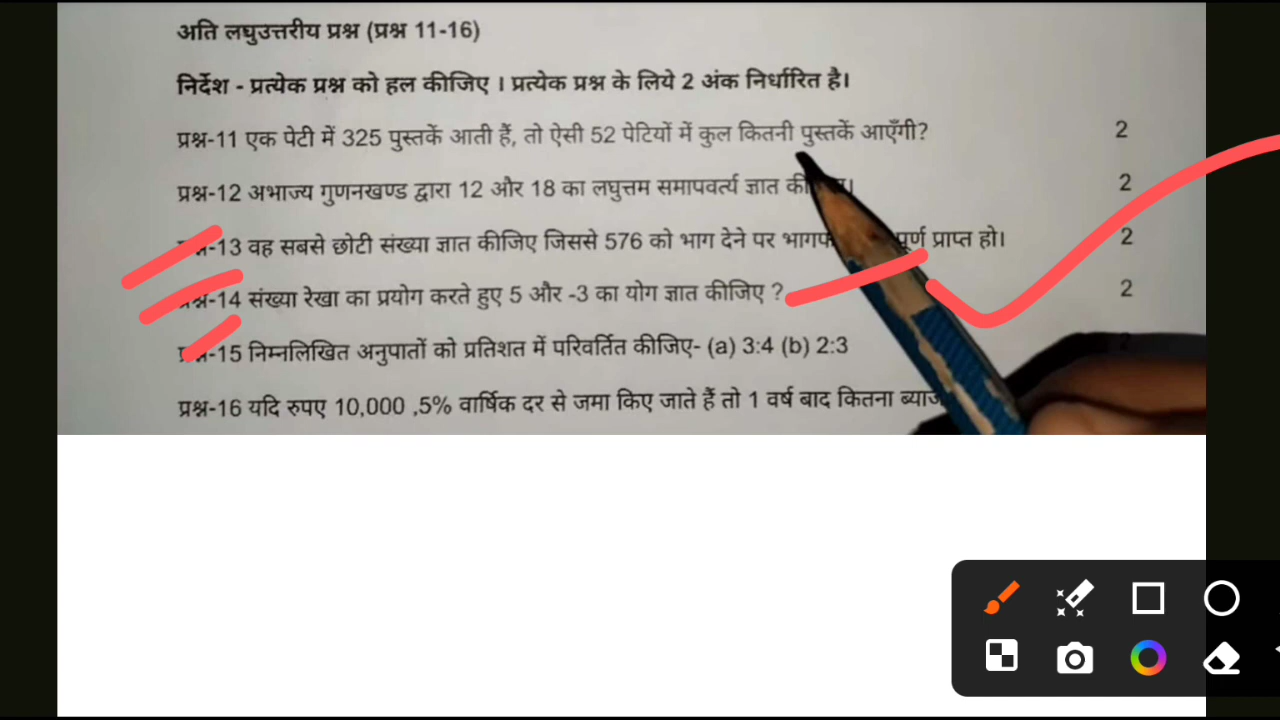 अति लघुउत्तरीय प्रश्न (प्रश्न 11-16)
निर्देश - प्रत्येक प्रश्न को हल कीजिए । प्रत्येक प्रश्न के लिये 2 अंक निर्धारित है।
प्रश्न-11 एक पेटी में 325 पुस्तकें आती हैं, तो ऐसी 52 पेटियों में कुल कितनी पुस्तकें आएँगी? 2
प्रश्न-12 अभाज्य गुणनखण्ड द्वारा 12 और 18 का लघुत्तम समापवर्त्य ज्ञात 2
-13 वह सबसे छोटी संख्या ज्ञात कीजिए जिससे 576 को भाग देने पर प्राप्त हो। 2
-14 संख्या रेखा का प्रयोग करते हुए 5 और -3 का योग ज्ञात कीजिए ? 2
-15 निम्नलिखित अनुपातों को प्रतिशत में परिवर्तित कीजिए- (a) 3:4 (b) 2:3 2
प्रश्न-16 यदि रुपए 10,000 ,5% वार्षिक दर से जमा किए जाते हैं तो 1 वर्ष बाद कितना